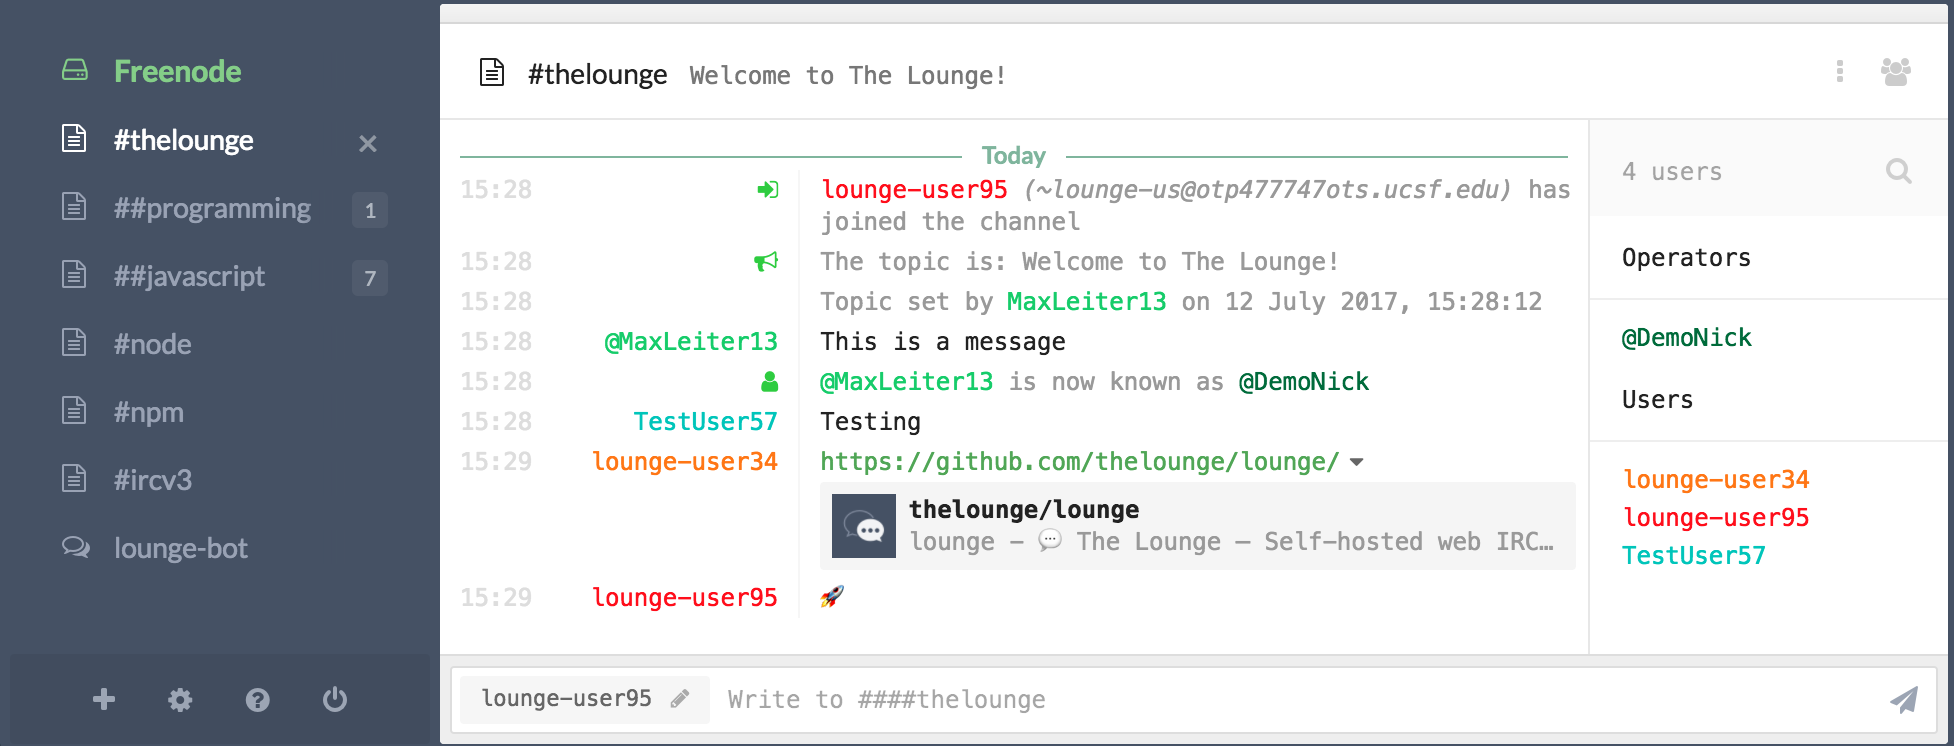 Freenode
#thelounge ×
##programming 1
##javascript 7
#node
#npm
#ircv3
lounge-bot
#thelounge Welcome to The Lounge!
Today
15:28 lounge-user95 (~lounge-us@otp477747ots.ucsf.edu) has
joined the channel
15:28 The topic is: Welcome to The Lounge!
15:28 Topic set by MaxLeiter13 on 12 July 2017, 15:28:12
15:28 @MaxLeiter13 This is a message
15:28 @MaxLeiter13 is now known as @DemoNick
15:28 TestUser57 Testing
15:29 lounge-user34 https://github.com/thelounge/lounge/
thelounge/lounge
lounge – 💬 The Lounge — Self-hosted web IRC…
15:29 lounge-user95 🚀
4 users
Operators
@DemoNick
Users
lounge-user34
lounge-user95
TestUser57
lounge-user95 Write to ####thelounge